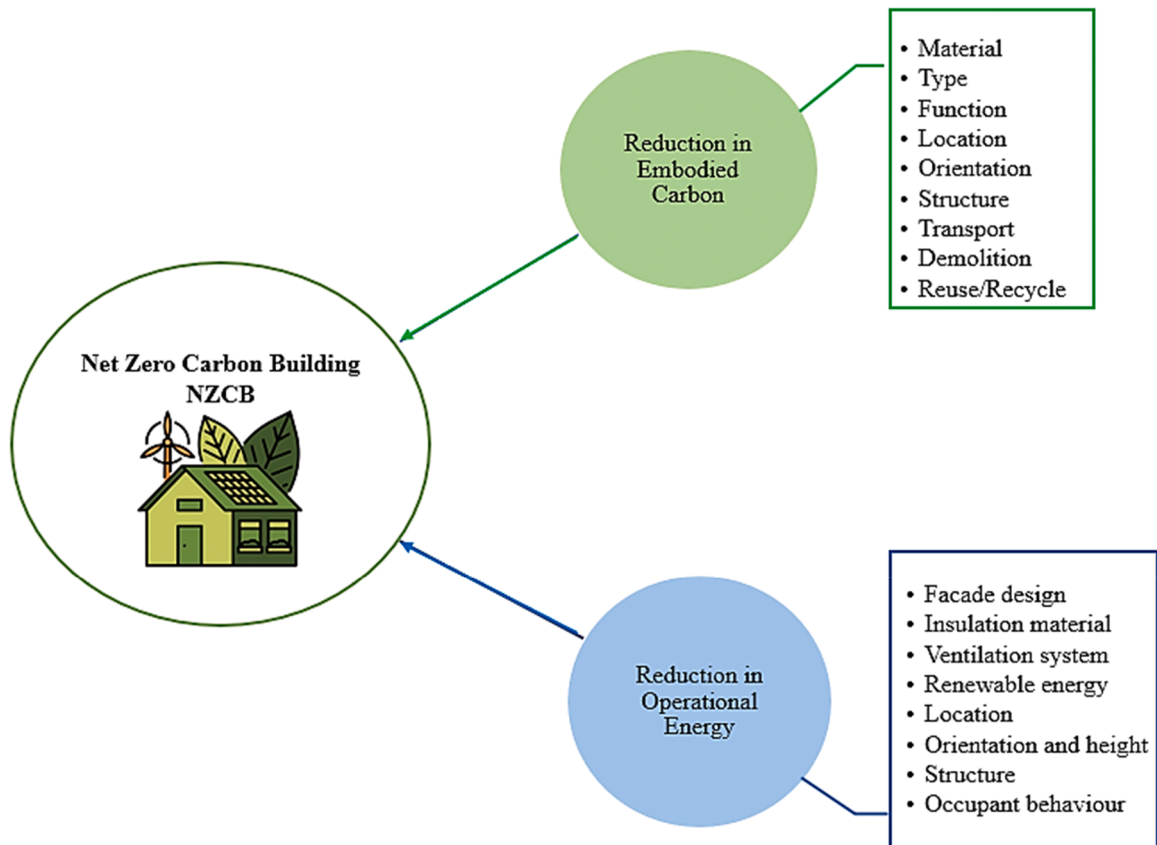 Net Zero Carbon Building
NZCB
Reduction in
Embodied
Carbon
• Material
• Type
• Function
• Location
• Orientation
• Structure
• Transport
• Demolition
• Reuse/Recycle
Reduction in
Operational
Energy
• Facade design
• Insulation material
• Ventilation system
• Renewable energy
• Location
• Orientation and height
• Structure
• Occupant behaviour